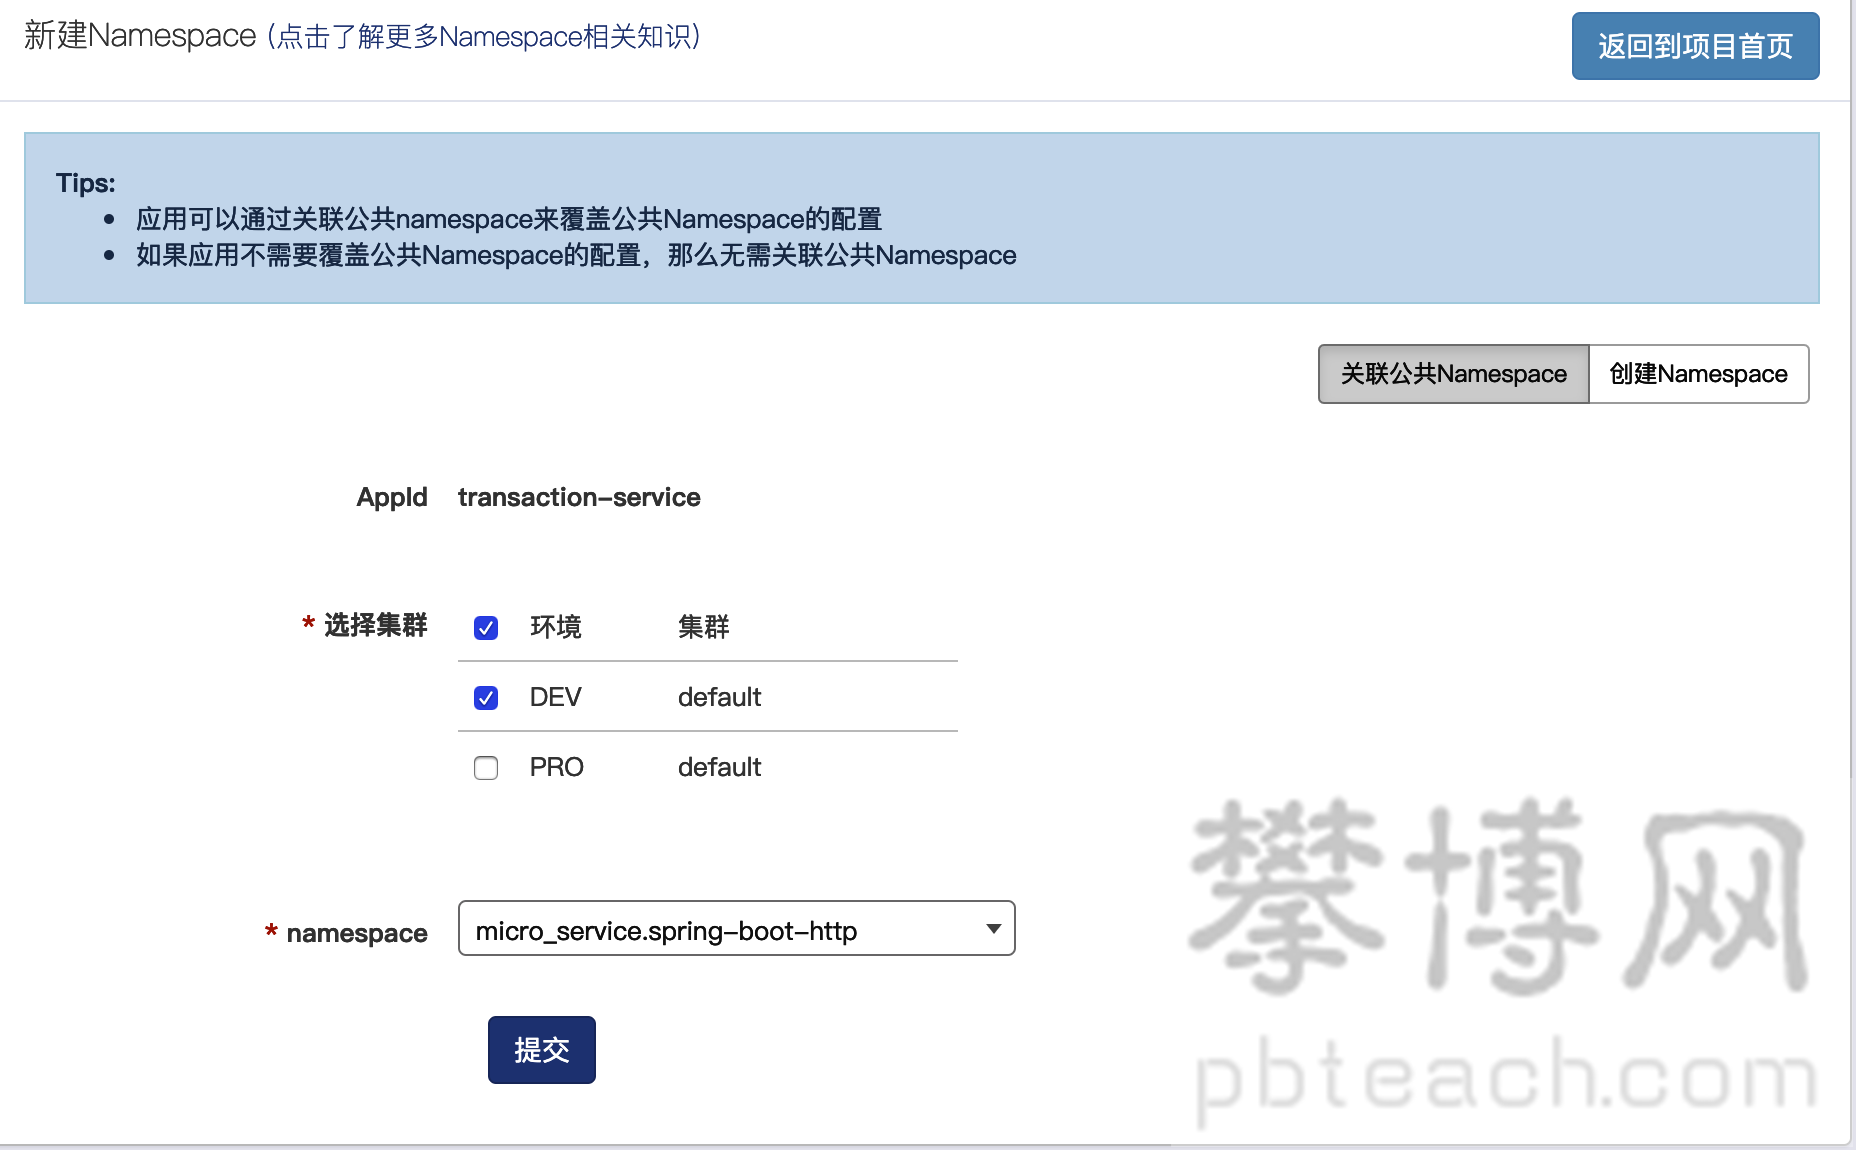 新建Namespace (点击了解更多Namespace相关知识)
返回到项目首页
Tips:
应用可以通过关联公共namespace来覆盖公共Namespace的配置
如果应用不需要覆盖公共Namespace的配置，那么无需关联公共Namespace
关联公共Namespace 创建Namespace
AppId transaction-service
* 选择集群 环境 集群
DEV default
PRO default
* namespace micro_service.spring-boot-http
提交
攀博网
pbteach.com